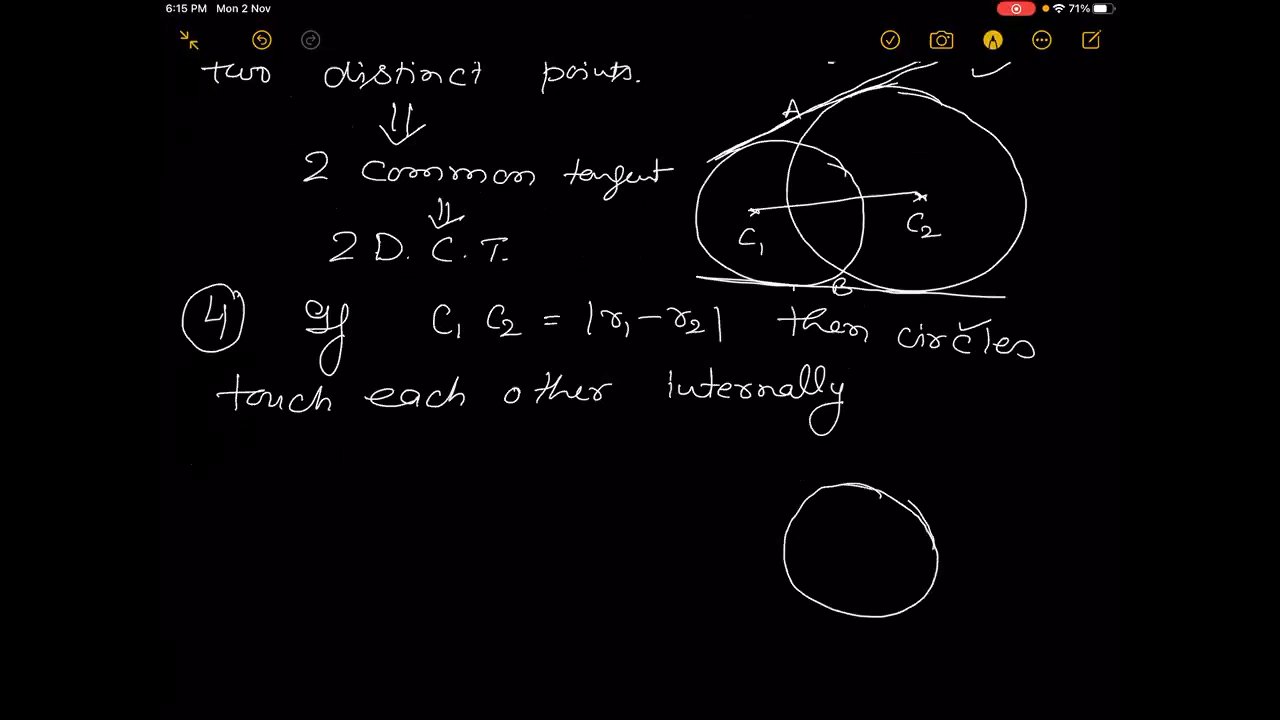 6:15 PM Mon 2 Nov
71%
two distinct points.
⇓
2 common tangent
⇓
2 D. C. T.
A
C₁
C₂
B
4 If C₁ C₂ = |r₁ - r₂| then circles
touch each other internally